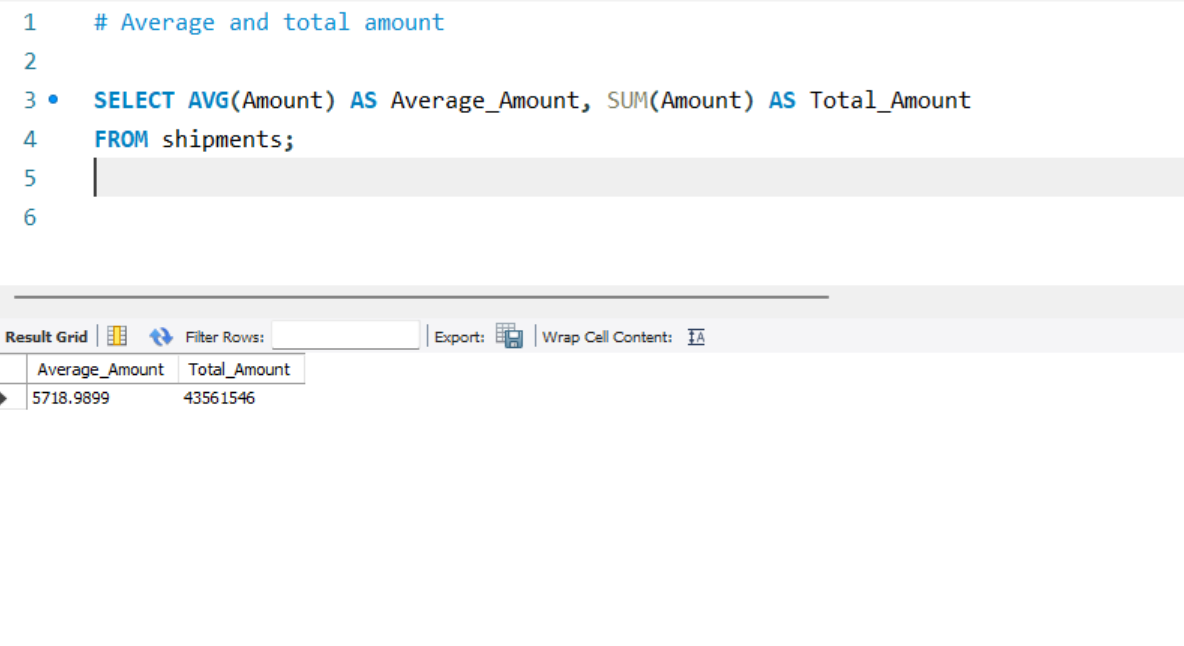 1 # Average and total amount
2
3 SELECT AVG(Amount) AS Average_Amount, SUM(Amount) AS Total_Amount
4 FROM shipments;
5
6
Result Grid Filter Rows: Export: Wrap Cell Content: IA
Average_Amount Total_Amount
5718.9899 43561546